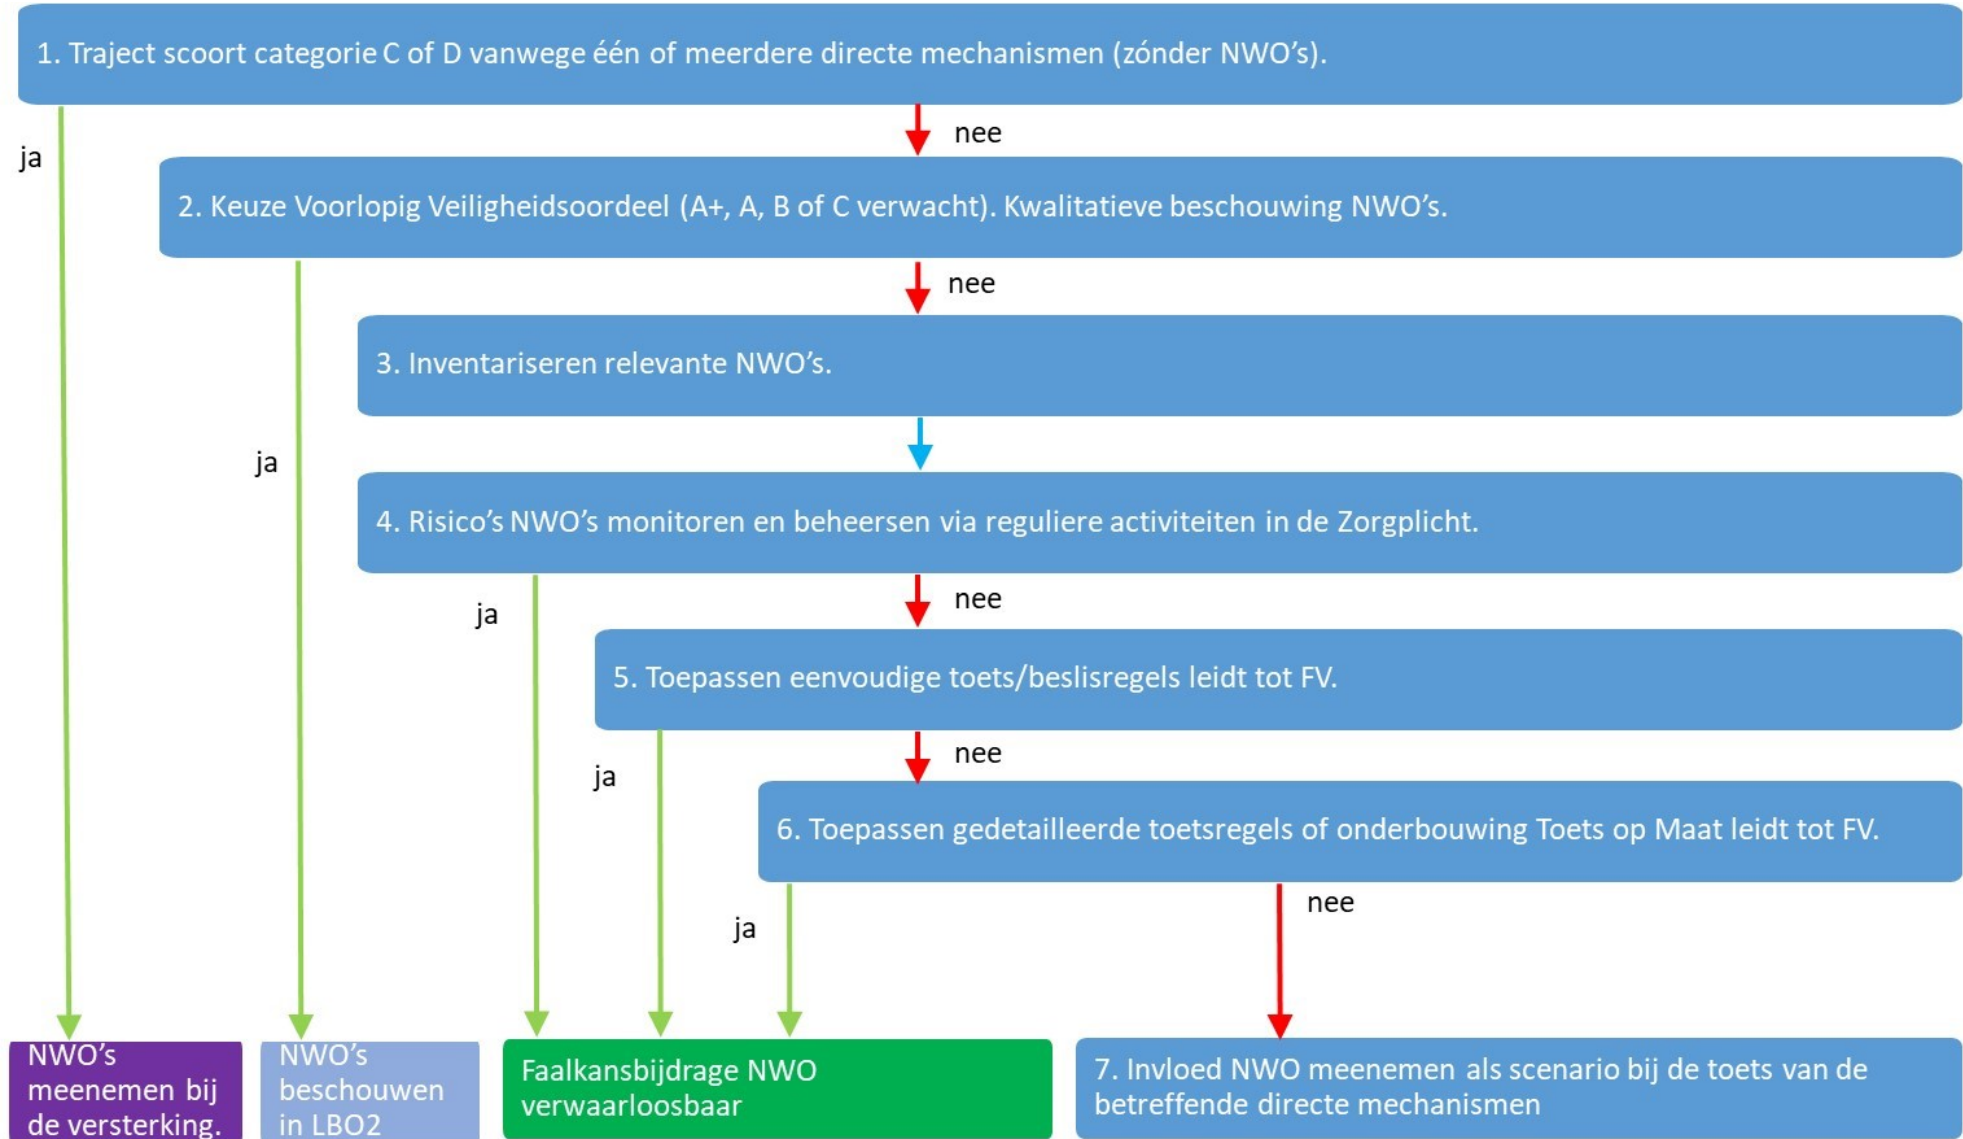 1. Traject scoort categorie C of D vanwege één of meerdere directe mechanismen (zónder NWO’s).
nee
ja
2. Keuze Voorlopig Veiligheidsoordeel (A+, A, B of C verwacht). Kwalitatieve beschouwing NWO’s.
nee
3. Inventariseren relevante NWO’s.
ja
4. Risico’s NWO’s monitoren en beheersen via reguliere activiteiten in de Zorgplicht.
nee
ja
5. Toepassen eenvoudige toets/beslisregels leidt tot FV.
nee
ja
6. Toepassen gedetailleerde toetsregels of onderbouwing Toets op Maat leidt tot FV.
nee
ja
NWO’s
meenemen bij
de versterking.
NWO’s
beschouwen
in LBO2
Faalkansbijdrage NWO
verwaarloosbaar
7. Invloed NWO meenemen als scenario bij de toets van de
betreffende directe mechanismen